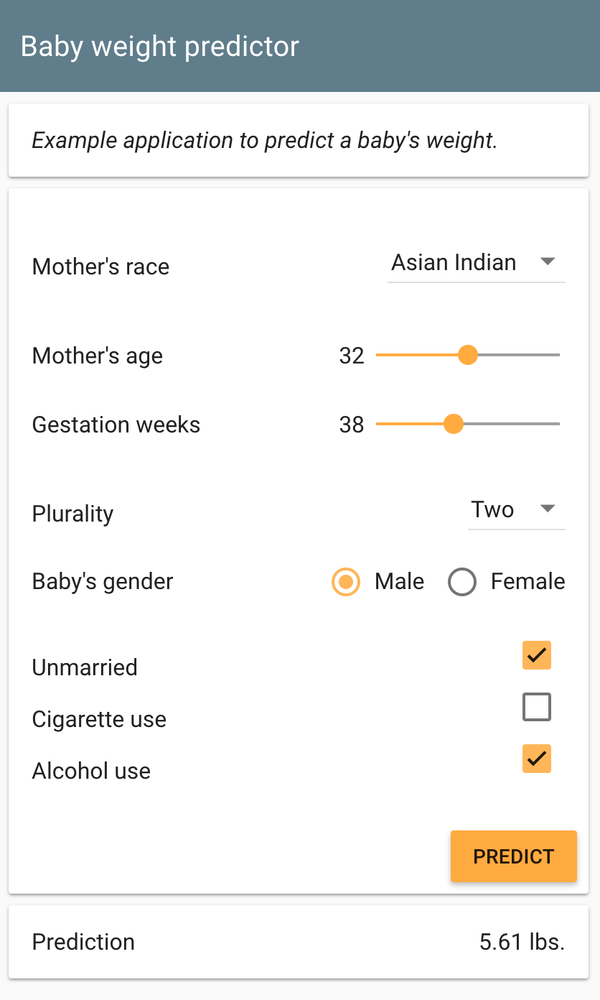 Baby weight predictor
Example application to predict a baby's weight.
Mother's race Asian Indian
Mother's age 32
Gestation weeks 38
Plurality Two
Baby's gender Male Female
Unmarried
Cigarette use
Alcohol use
PREDICT
Prediction 5.61 lbs.